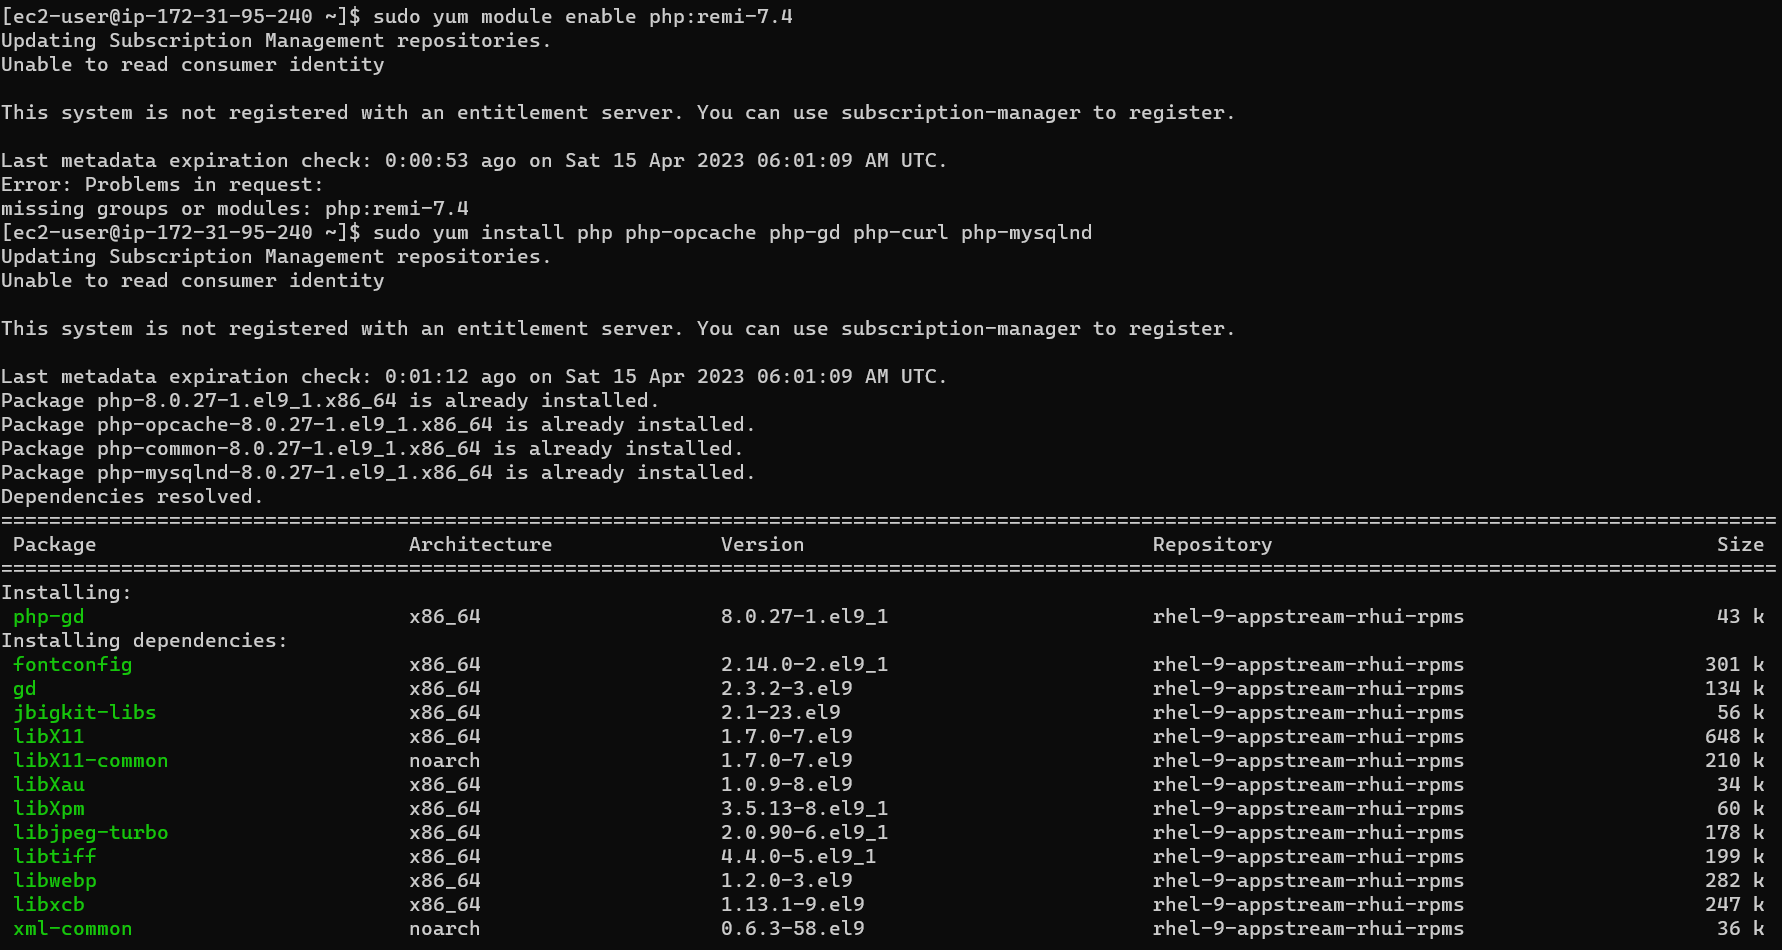 [ec2-user@ip-172-31-95-240 ~]$ sudo yum module enable php:remi-7.4
Updating Subscription Management repositories.
Unable to read consumer identity
This system is not registered with an entitlement server. You can use subscription-manager to register.
Last metadata expiration check: 0:00:53 ago on Sat 15 Apr 2023 06:01:09 AM UTC.
Error: Problems in request:
missing groups or modules: php:remi-7.4
[ec2-user@ip-172-31-95-240 ~]$ sudo yum install php php-opcache php-gd php-curl php-mysqlnd
Updating Subscription Management repositories.
Unable to read consumer identity
This system is not registered with an entitlement server. You can use subscription-manager to register.
Last metadata expiration check: 0:01:12 ago on Sat 15 Apr 2023 06:01:09 AM UTC.
Package php-8.0.27-1.el9_1.x86_64 is already installed.
Package php-opcache-8.0.27-1.el9_1.x86_64 is already installed.
Package php-common-8.0.27-1.el9_1.x86_64 is already installed.
Package php-mysqlnd-8.0.27-1.el9_1.x86_64 is already installed.
Dependencies resolved.
====================================================================================================================================================
Package Architecture Version Repository Size
====================================================================================================================================================
Installing:
php-gd x86_64 8.0.27-1.el9_1 rhel-9-appstream-rhui-rpms 43 k
Installing dependencies:
fontconfig x86_64 2.14.0-2.el9_1 rhel-9-appstream-rhui-rpms 301 k
gd x86_64 2.3.2-3.el9 rhel-9-appstream-rhui-rpms 134 k
jbigkit-libs x86_64 2.1-23.el9 rhel-9-appstream-rhui-rpms 56 k
libX11 x86_64 1.7.0-7.el9 rhel-9-appstream-rhui-rpms 648 k
libX11-common noarch 1.7.0-7.el9 rhel-9-appstream-rhui-rpms 210 k
libXau x86_64 1.0.9-8.el9 rhel-9-appstream-rhui-rpms 34 k
libXpm x86_64 3.5.13-8.el9_1 rhel-9-appstream-rhui-rpms 60 k
libjpeg-turbo x86_64 2.0.90-6.el9_1 rhel-9-appstream-rhui-rpms 178 k
libtiff x86_64 4.4.0-5.el9_1 rhel-9-appstream-rhui-rpms 199 k
libwebp x86_64 1.2.0-3.el9 rhel-9-appstream-rhui-rpms 282 k
libxcb x86_64 1.13.1-9.el9 rhel-9-appstream-rhui-rpms 247 k
xml-common noarch 0.6.3-58.el9 rhel-9-appstream-rhui-rpms 36 k